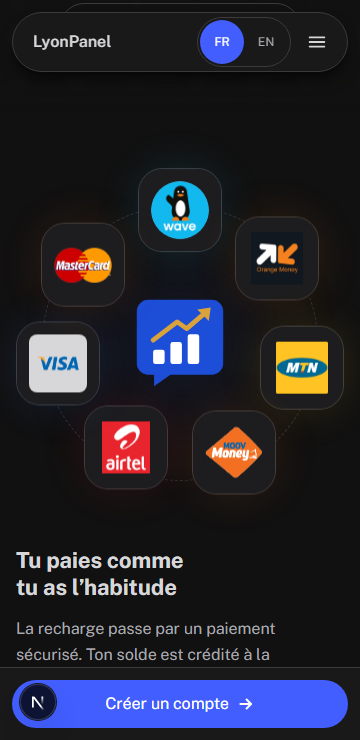 LyonPanel
FR
EN
wave
MasterCard
Orange Money
VISA
MTN
airtel
MOOV
Money
Tu paies comme
tu as l’habitude
La recharge passe par un paiement
sécurisé. Ton solde est crédité à la
N
Créer un compte →